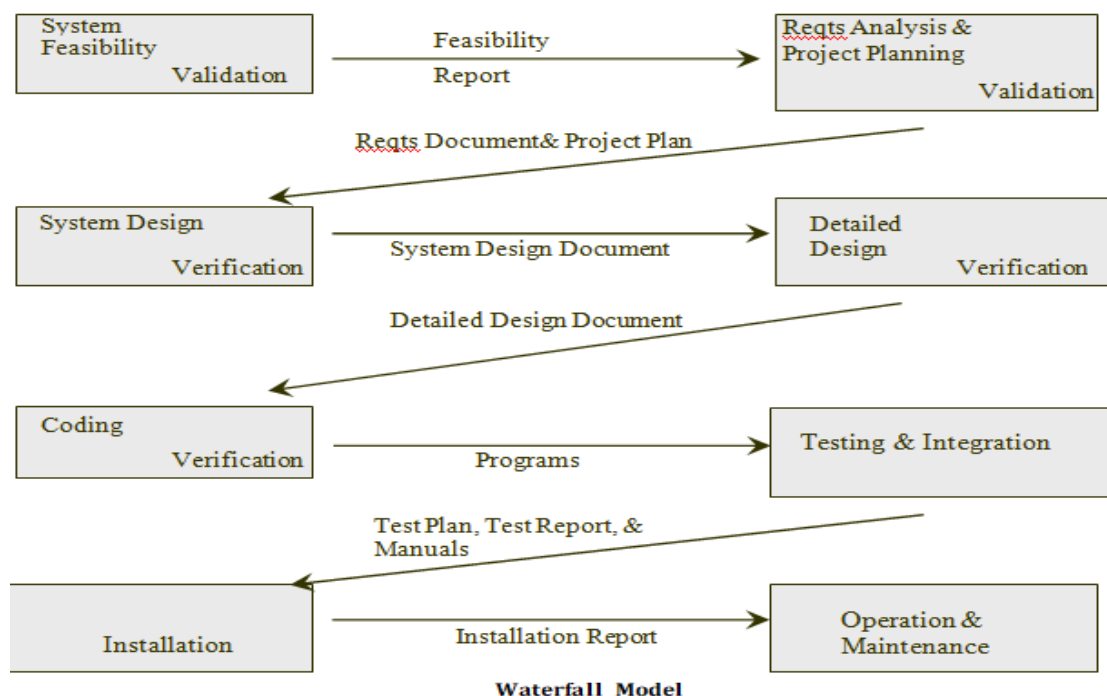 System
Feasibility
Validation
Feasibility
Report
Reqts Analysis &
Project Planning
Validation
Reqts Document& Project Plan
System Design
Verification
System Design Document
Detailed
Design
Verification
Detailed Design Document
Coding
Verification
Programs
Testing & Integration
Test Plan, Test Report, &
Manuals
Installation
Installation Report
Operation &
Maintenance
Waterfall Model